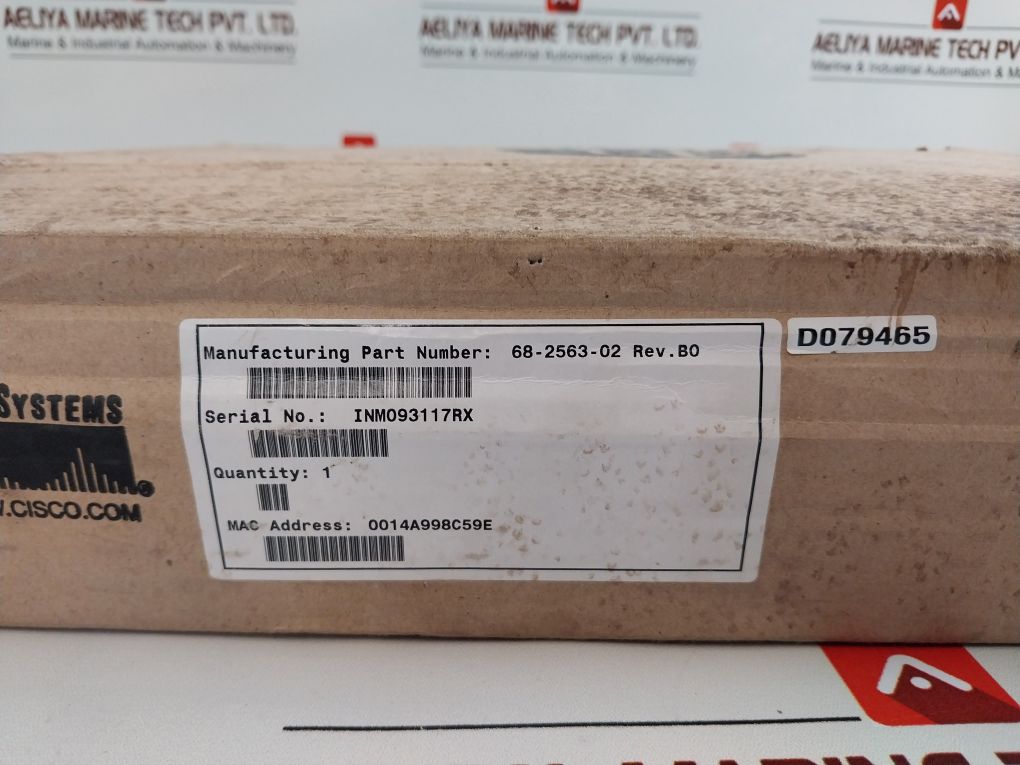 AELIYA MARINE TECH PVT. LTD.
Marine & Industrial Automation & Machinery
AELIYA MARINE TECH PVT. LTD.
Marine & Industrial Automation & Machinery
AELIYA MARINE TECH PV
Marine & Industrial Automation & Ma
Manufacturing Part Number: 68-2563-02 Rev.B0
Serial No.: INM093117RX
Quantity: 1
MAC Address: 0014A998C59E
D079465
SYSTEMS
W.CISCO.COM